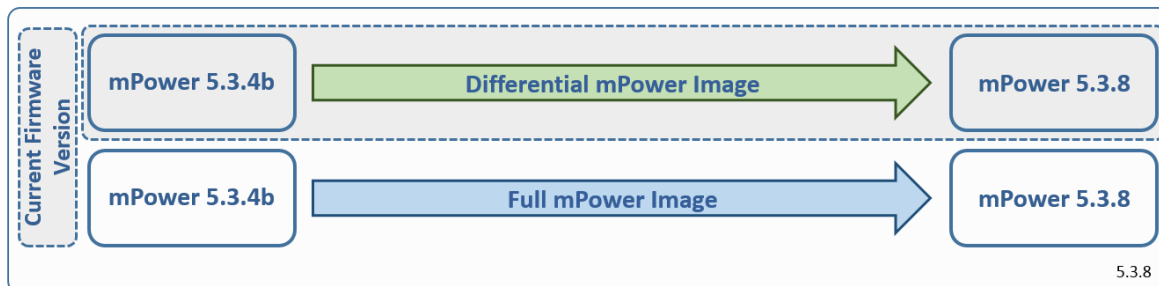 Current Firmware
Version
mPower 5.3.4b
Differential mPower Image
mPower 5.3.8
mPower 5.3.4b
Full mPower Image
mPower 5.3.8
5.3.8